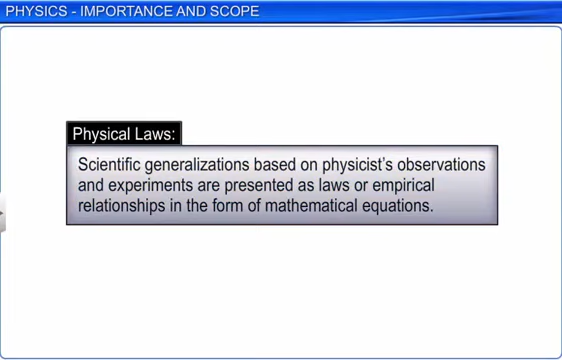 PHYSICS - IMPORTANCE AND SCOPE
Physical Laws:
Scientific generalizations based on physicist's observations
and experiments are presented as laws or empirical
relationships in the form of mathematical equations.